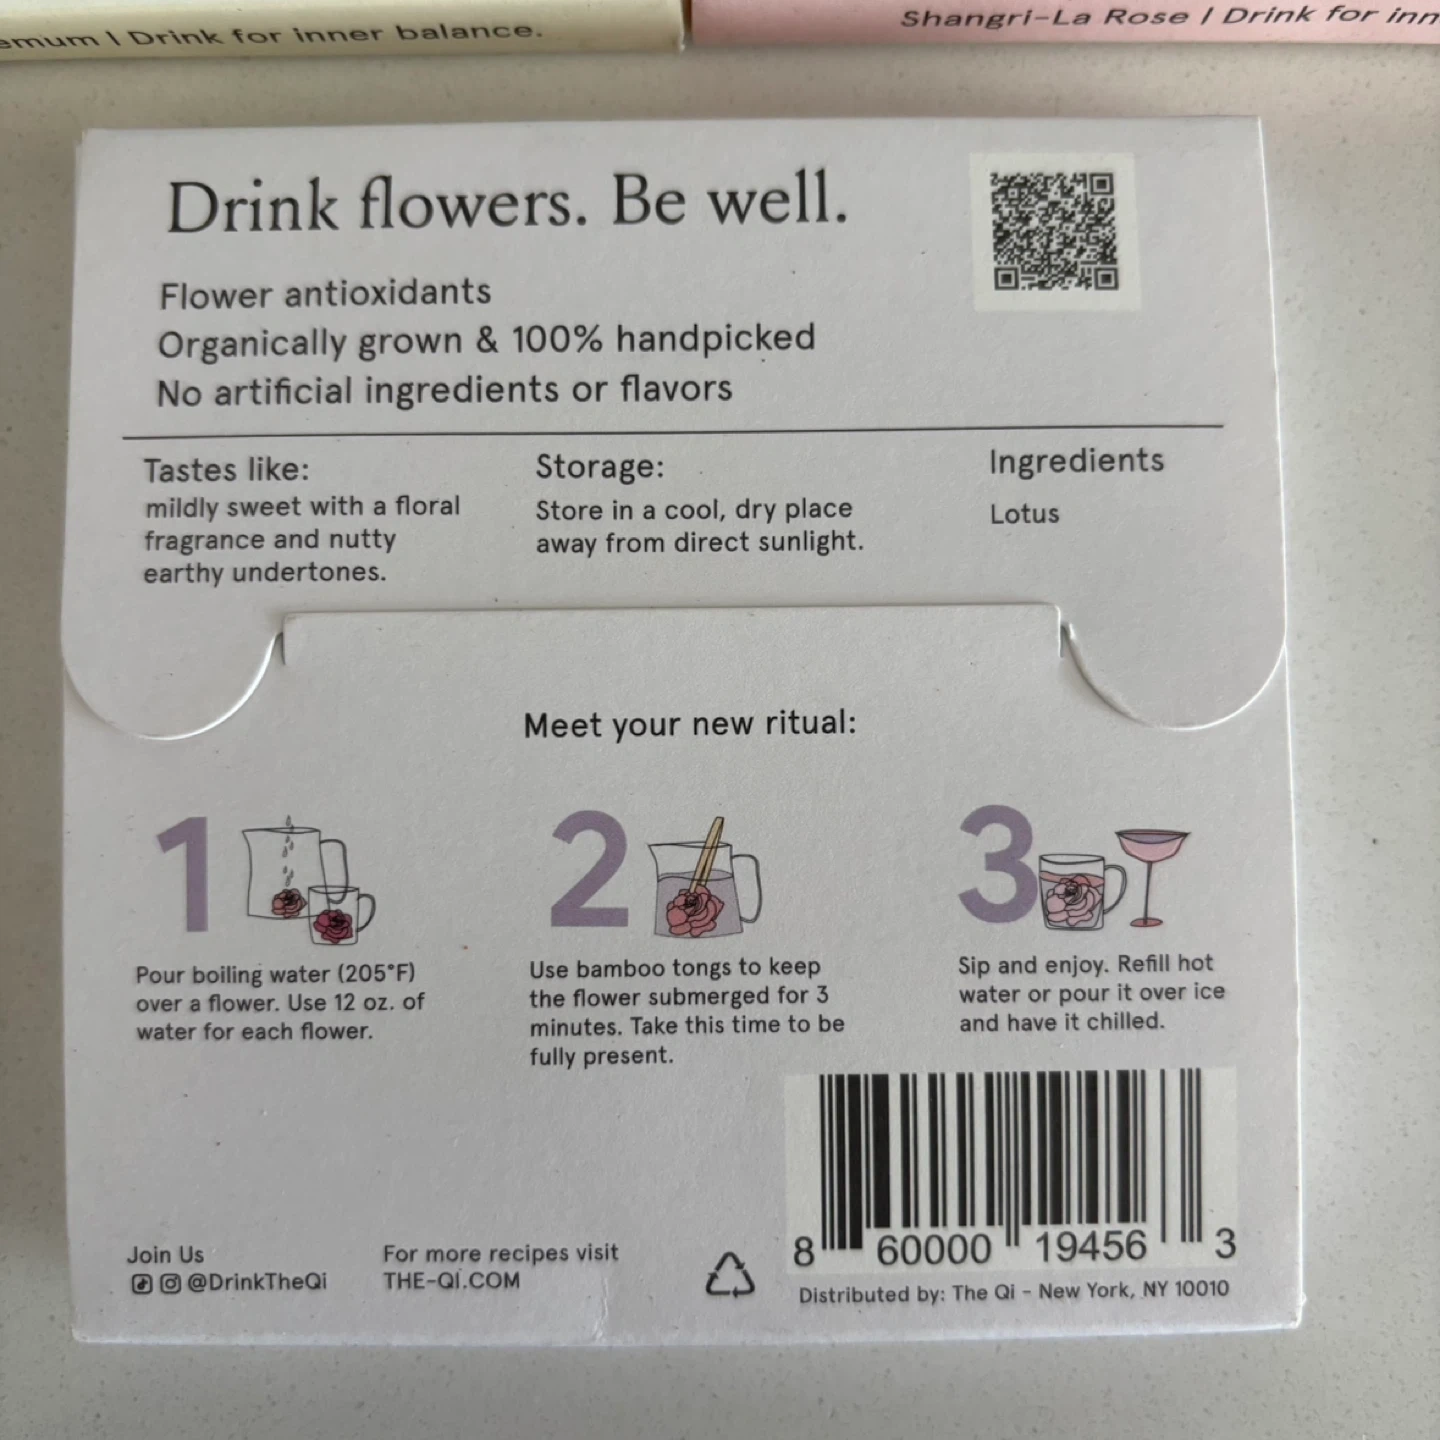 emum | Drink for inner balance.
Shangri-La Rose | Drink for inn
Drink flowers. Be well.
Flower antioxidants
Organically grown & 100% handpicked
No artificial ingredients or flavors
Tastes like:
mildly sweet with a floral
fragrance and nutty
earthy undertones.
Storage:
Store in a cool, dry place
away from direct sunlight.
Ingredients
Lotus
Meet your new ritual:
1
Pour boiling water (205°F)
over a flower. Use 12 oz. of
water for each flower.
2
Use bamboo tongs to keep
the flower submerged for 3
minutes. Take this time to be
fully present.
3
Sip and enjoy. Refill hot
water or pour it over ice
and have it chilled.
Join Us
@DrinkTheQi
For more recipes visit
THE-QI.COM
8 60000 19456 3
Distributed by: The Qi - New York, NY 10010